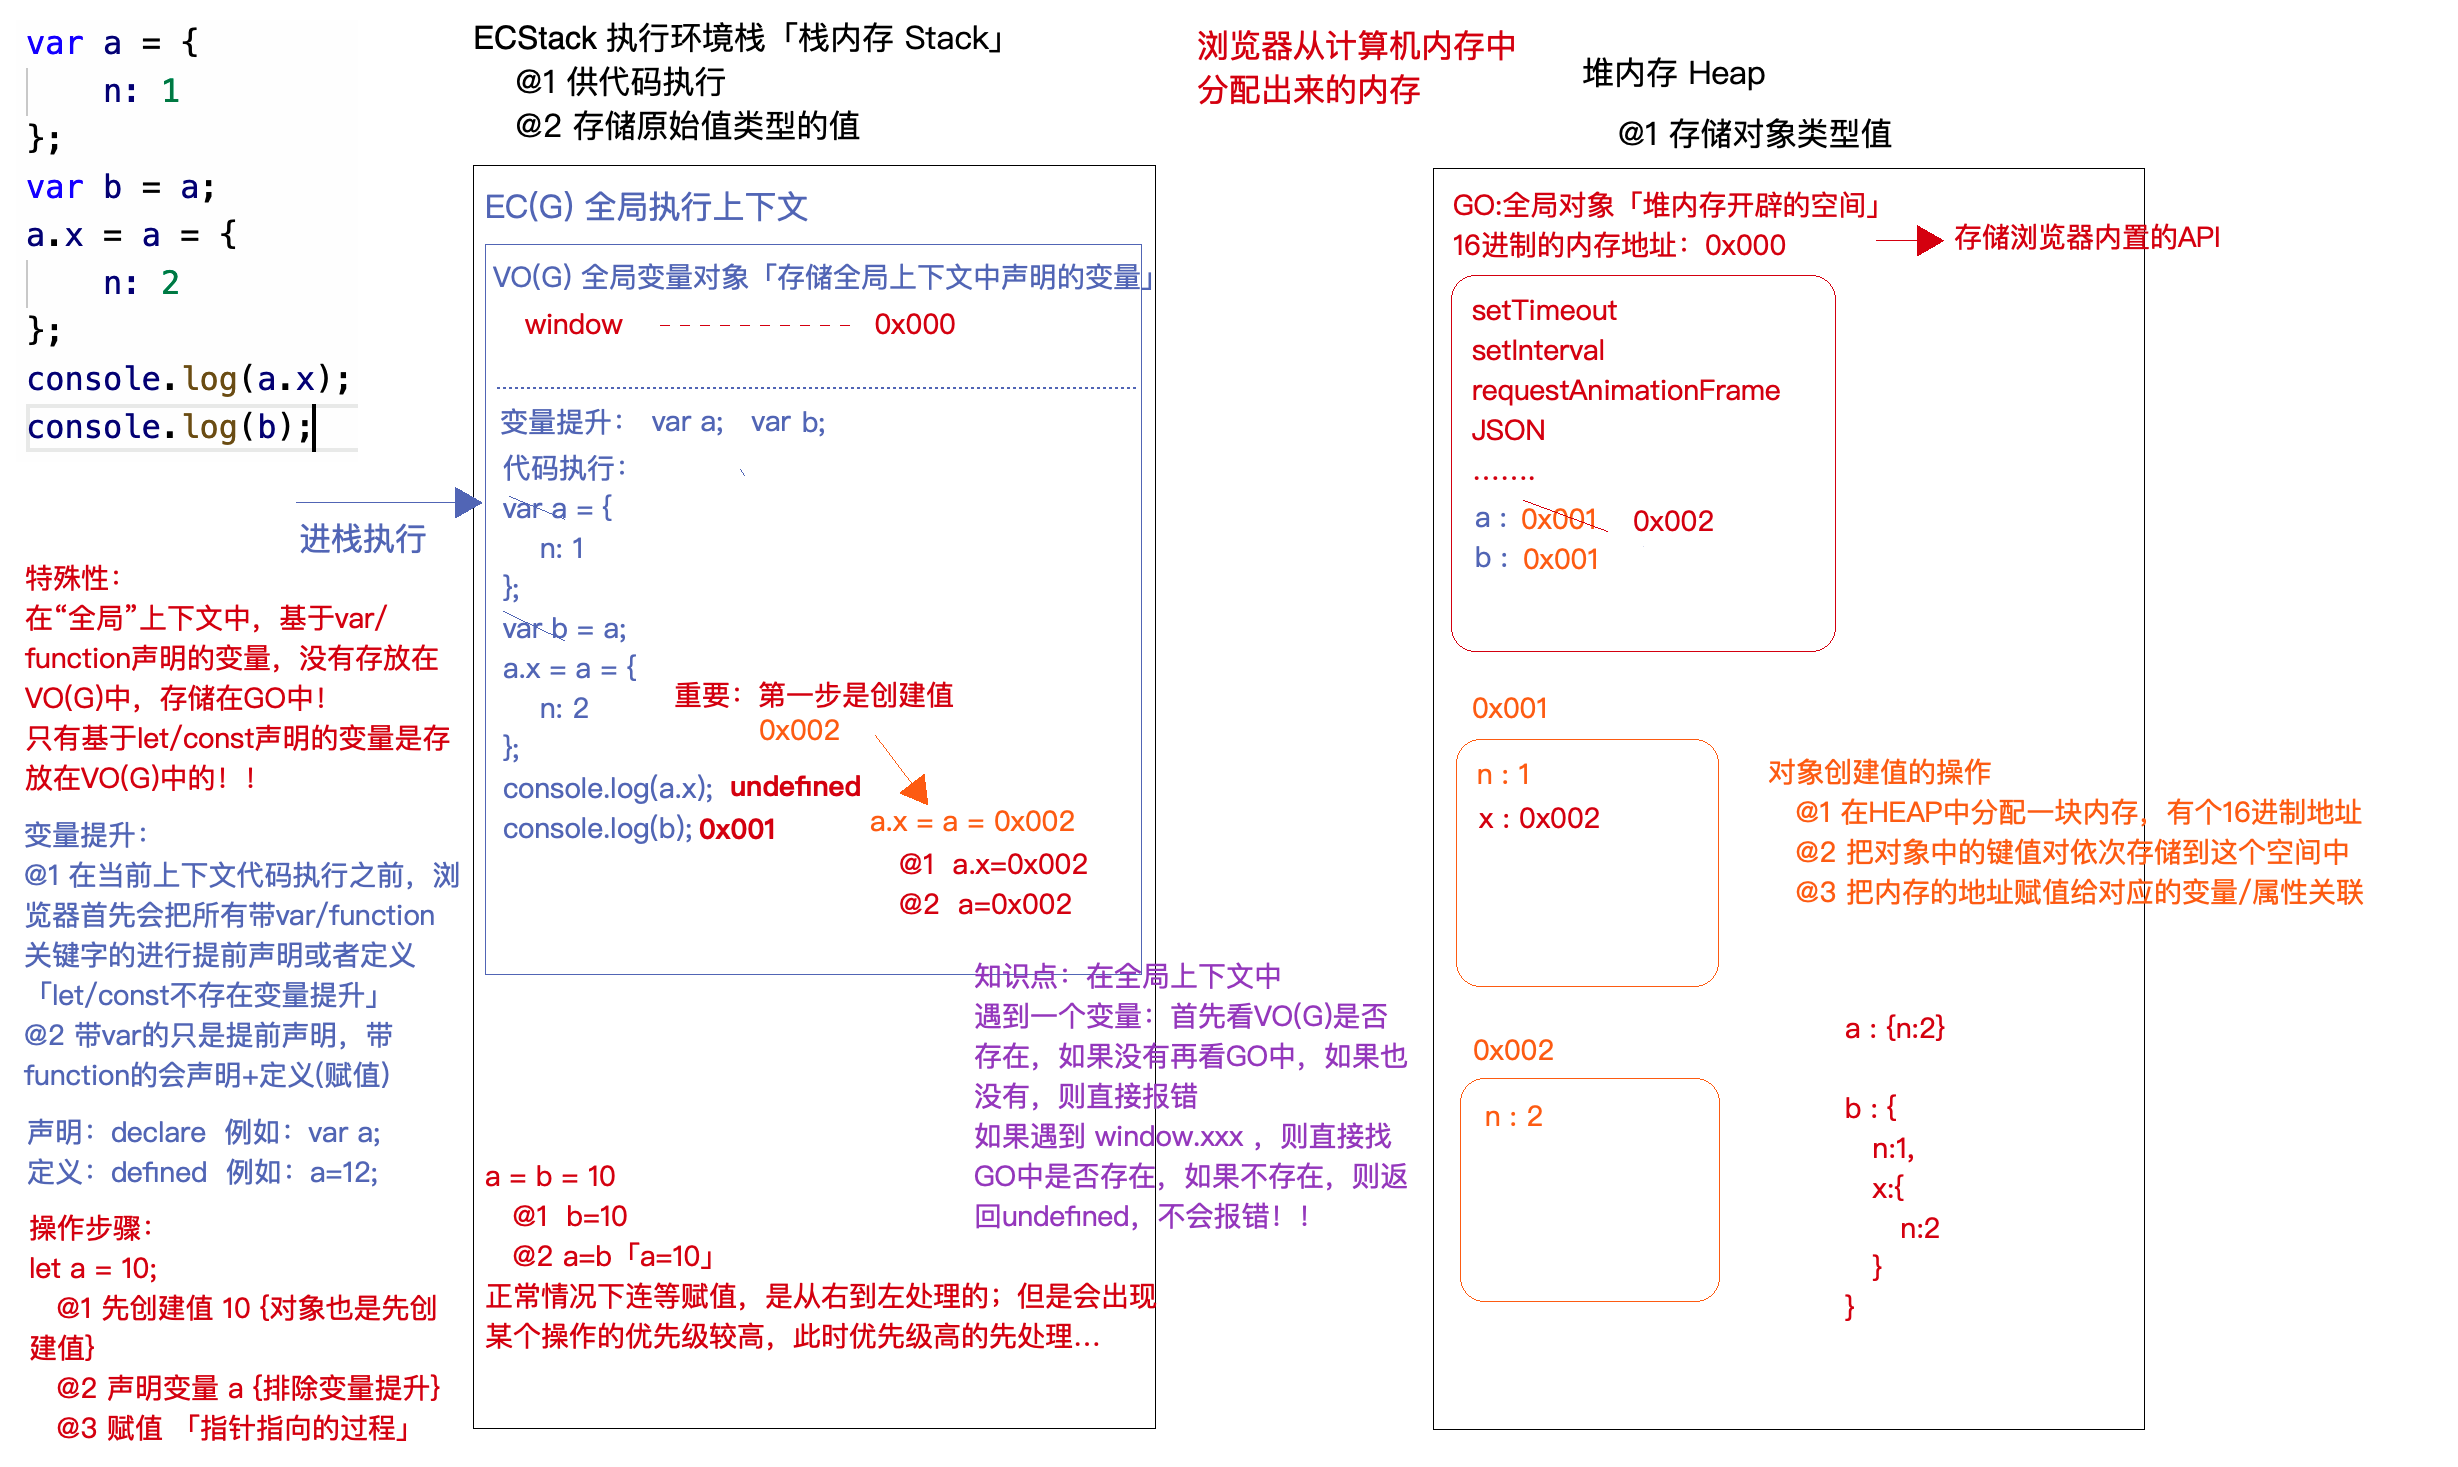 var a = {
n: 1
};
var b = a;
a.x = a = {
n: 2
};
console.log(a.x);
console.log(b);
进栈执行
特殊性：
在“全局”上下文中，基于var/
function声明的变量，没有存放在
VO(G)中，存储在GO中！
只有基于let/const声明的变量是存
放在VO(G)中的！！
变量提升：
@1 在当前上下文代码执行之前，浏
览器首先会把所有带var/function
关键字的进行提前声明或者定义
「let/const不存在变量提升」
@2 带var的只是提前声明，带
function的会声明+定义(赋值)
声明：declare 例如：var a;
定义：defined 例如：a=12;
操作步骤：
let a = 10;
@1 先创建值 10 {对象也是先创
建值}
@2 声明变量 a {排除变量提升}
@3 赋值 「指针指向的过程」
ECStack 执行环境栈「栈内存 Stack」
@1 供代码执行
@2 存储原始值类型的值
EC(G) 全局执行上下文
VO(G) 全局变量对象「存储全局上下文中声明的变量」
window ---------- 0x000
变量提升： var a; var b;
代码执行：
var a = {
n: 1
};
var b = a;
a.x = a = {
n: 2
};
console.log(a.x); undefined
console.log(b); 0x001
重要：第一步是创建值
0x002
a.x = a = 0x002
@1 a.x=0x002
@2 a=0x002
知识点：在全局上下文中
遇到一个变量：首先看VO(G)是否
存在，如果没有再看GO中，如果也
没有，则直接报错
如果遇到 window.xxx ，则直接找
GO中是否存在，如果不存在，则返
回undefined，不会报错！！
a = b = 10
@1 b=10
@2 a=b「a=10」
正常情况下连等赋值，是从右到左处理的；但是会出现
某个操作的优先级较高，此时优先级高的先处理...
浏览器从计算机内存中
分配出来的内存
堆内存 Heap
@1 存储对象类型值
GO:全局对象「堆内存开辟的空间」
16进制的内存地址：0x000
存储浏览器内置的API
setTimeout
setInterval
requestAnimationFrame
JSON
.......
a : 0x001 0x002
b : 0x001
0x001
n : 1
x : 0x002
对象创建值的操作
@1 在HEAP中分配一块内存，有个16进制地址
@2 把对象中的键值对依次存储到这个空间中
@3 把内存的地址赋值给对应的变量/属性关联
0x002
n : 2
a : {n:2}
b : {
n:1,
x:{
n:2
}
}